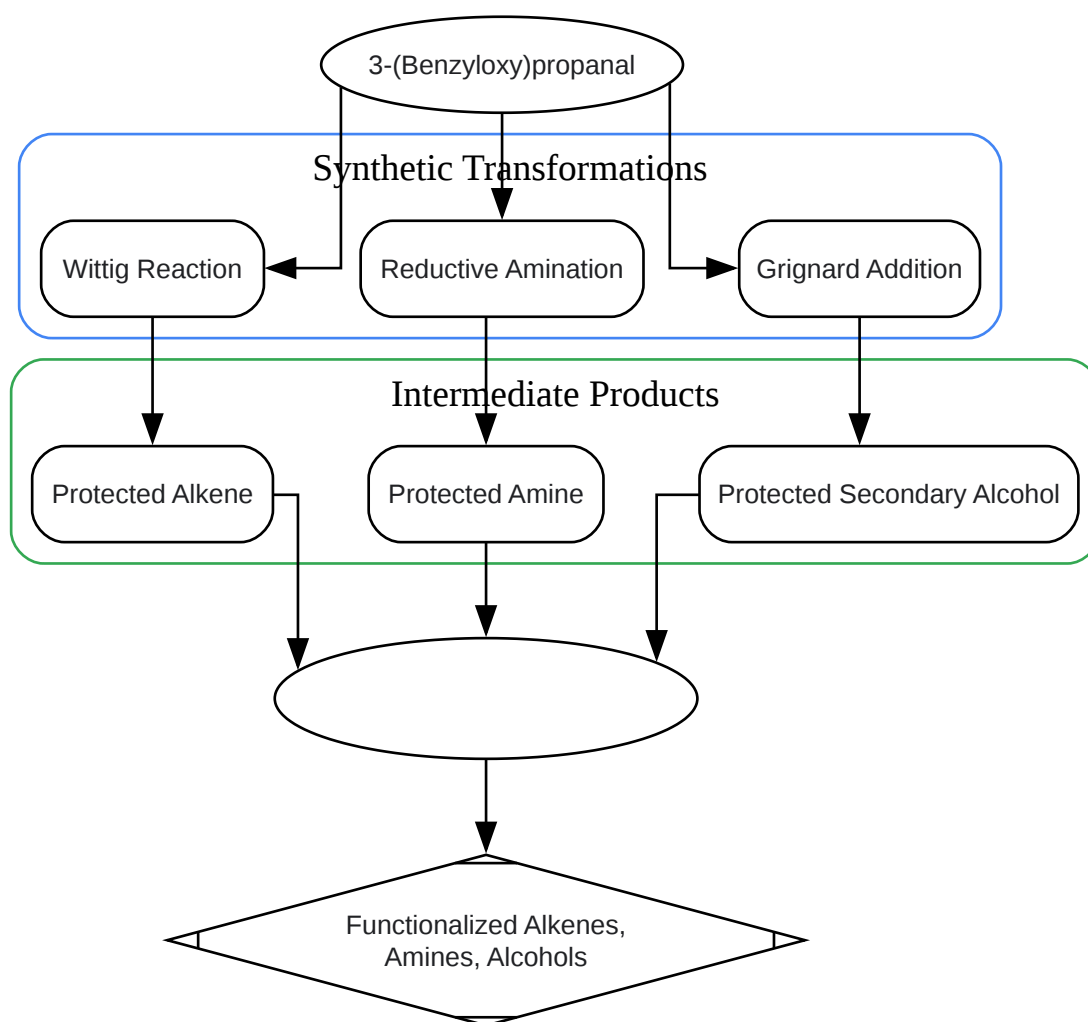 3-(Benzyloxy)propanal
Synthetic Transformations
Wittig Reaction
Reductive Amination
Grignard Addition
Intermediate Products
Protected Alkene
Protected Amine
Protected Secondary Alcohol
Functionalized Alkenes,
Amines, Alcohols